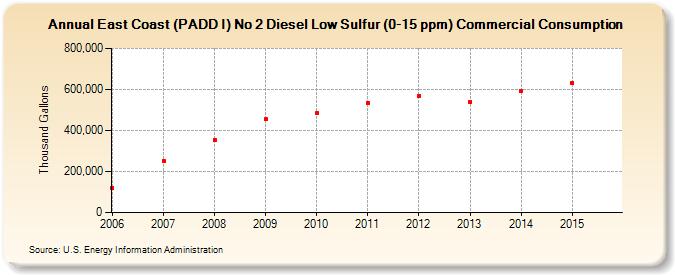 Annual East Coast (PADD I) No 2 Diesel Low Sulfur (0-15 ppm) Commercial Consumption
Thousand Gallons
800,000
600,000
400,000
200,000
0
2006 2007 2008 2009 2010 2011 2012 2013 2014 2015
Source: U.S. Energy Information Administration